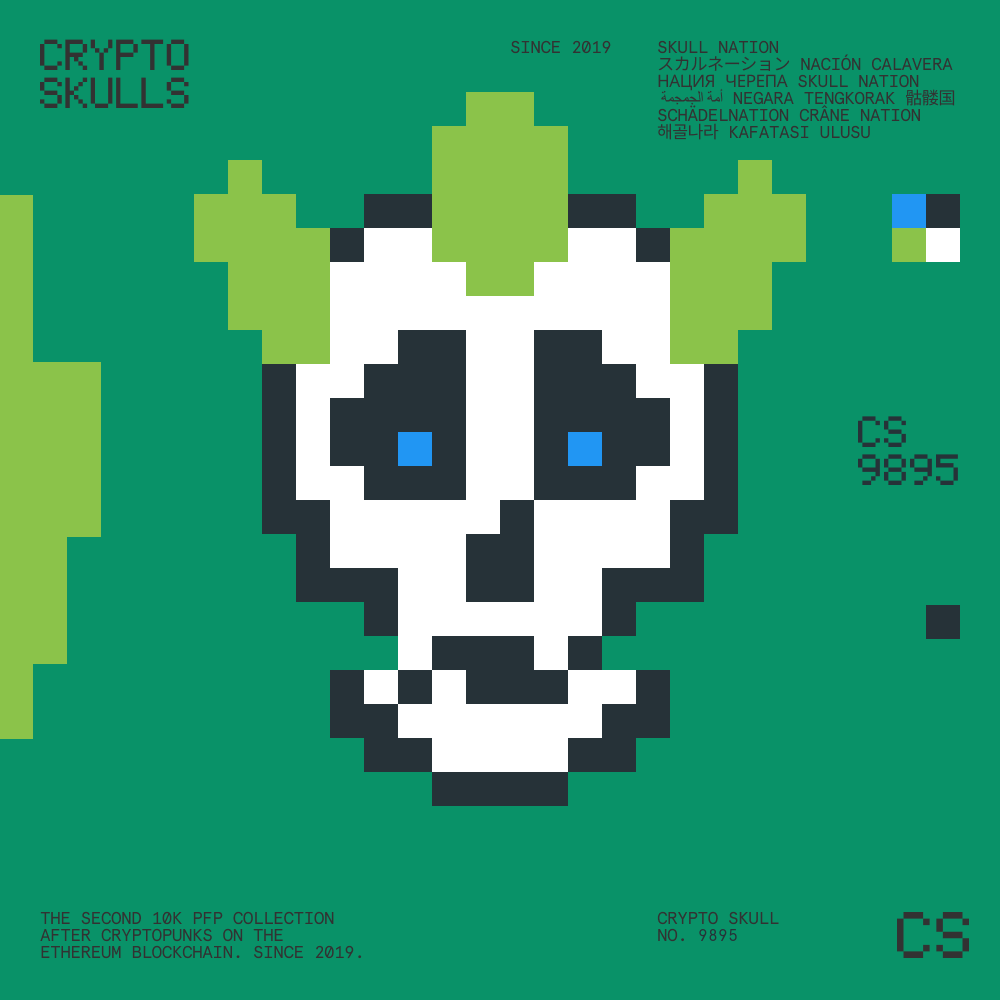 CRYPTO
SKULLS
SINCE 2019
SKULL NATION
スカルネーション NACIÓN CALAVERA
НАЦИЯ ЧЕРЕПА SKULL NATION
أمة الجمجمة NEGARA TENGKORAK 骷髅国
SCHÄDELNATION CRÂNE NATION
해골나라 KAFATASI ULUSU
CS
9895
THE SECOND 10K PFP COLLECTION
AFTER CRYPTOPUNKS ON THE
ETHEREUM BLOCKCHAIN. SINCE 2019.
CRYPTO SKULL
NO. 9895
CS